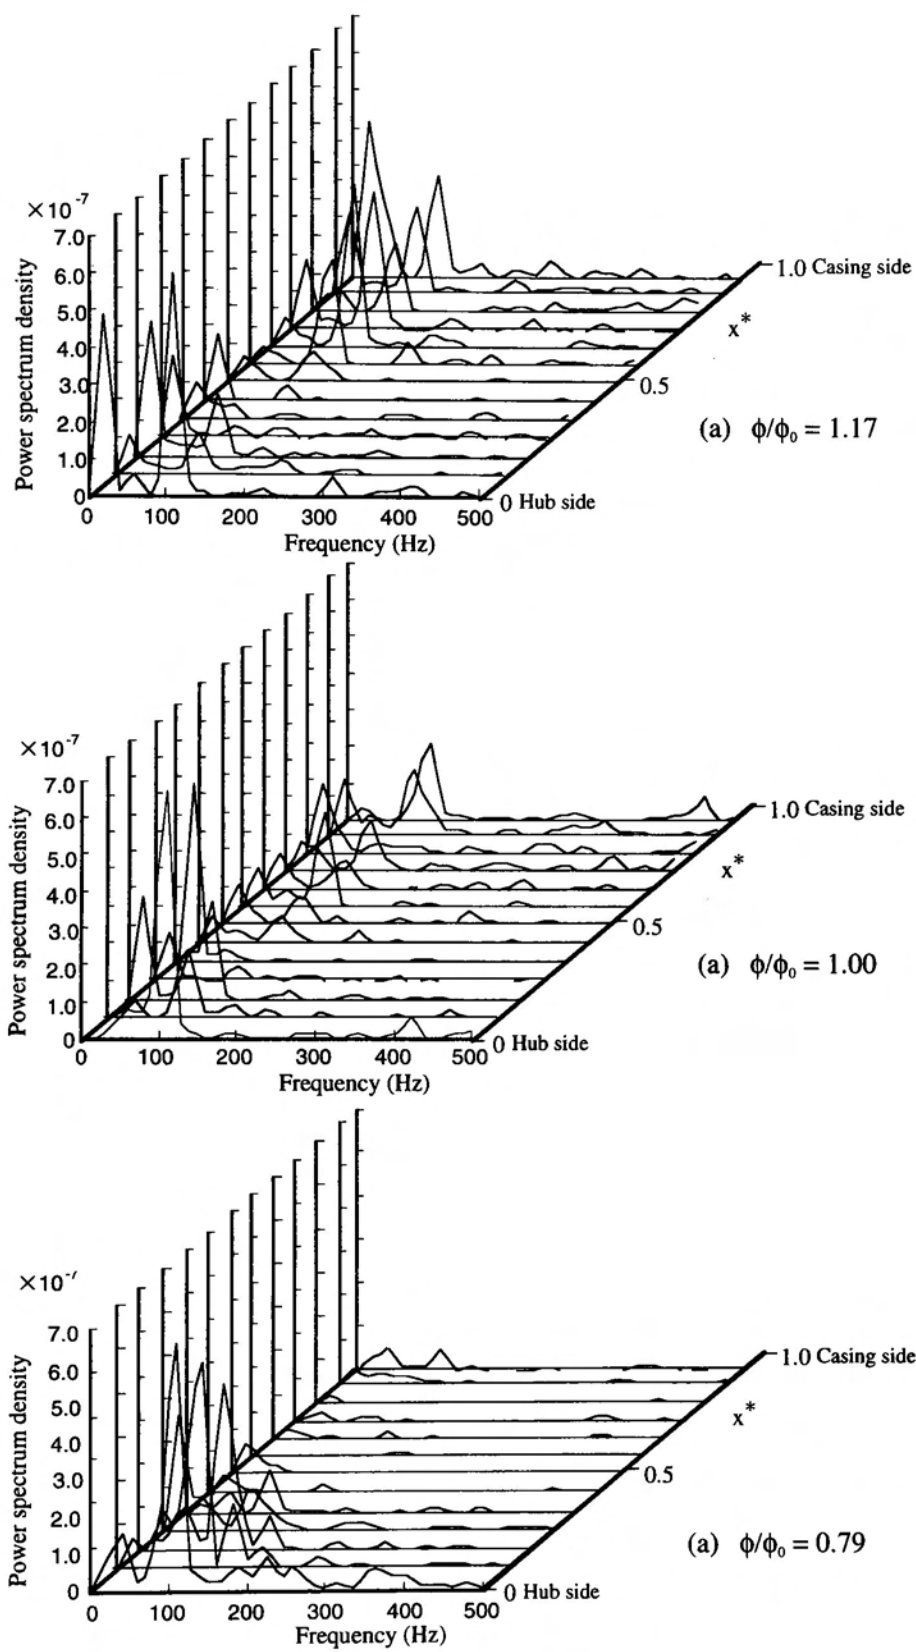 ×10⁻⁷
7.0
6.0
5.0
4.0
3.0
2.0
1.0
0
Power spectrum density
0 100 200 300 400 500
Frequency (Hz)
1.0 Casing side
x*
0.5
0 Hub side
(a) ϕ/ϕ₀ = 1.17
×10⁻⁷
7.0
6.0
5.0
4.0
3.0
2.0
1.0
0
Power spectrum density
0 100 200 300 400 500
Frequency (Hz)
1.0 Casing side
x*
0.5
0 Hub side
(a) ϕ/ϕ₀ = 1.00
×10⁻⁷
7.0
6.0
5.0
4.0
3.0
2.0
1.0
0
Power spectrum density
0 100 200 300 400 500
Frequency (Hz)
1.0 Casing side
x*
0.5
0 Hub side
(a) ϕ/ϕ₀ = 0.79